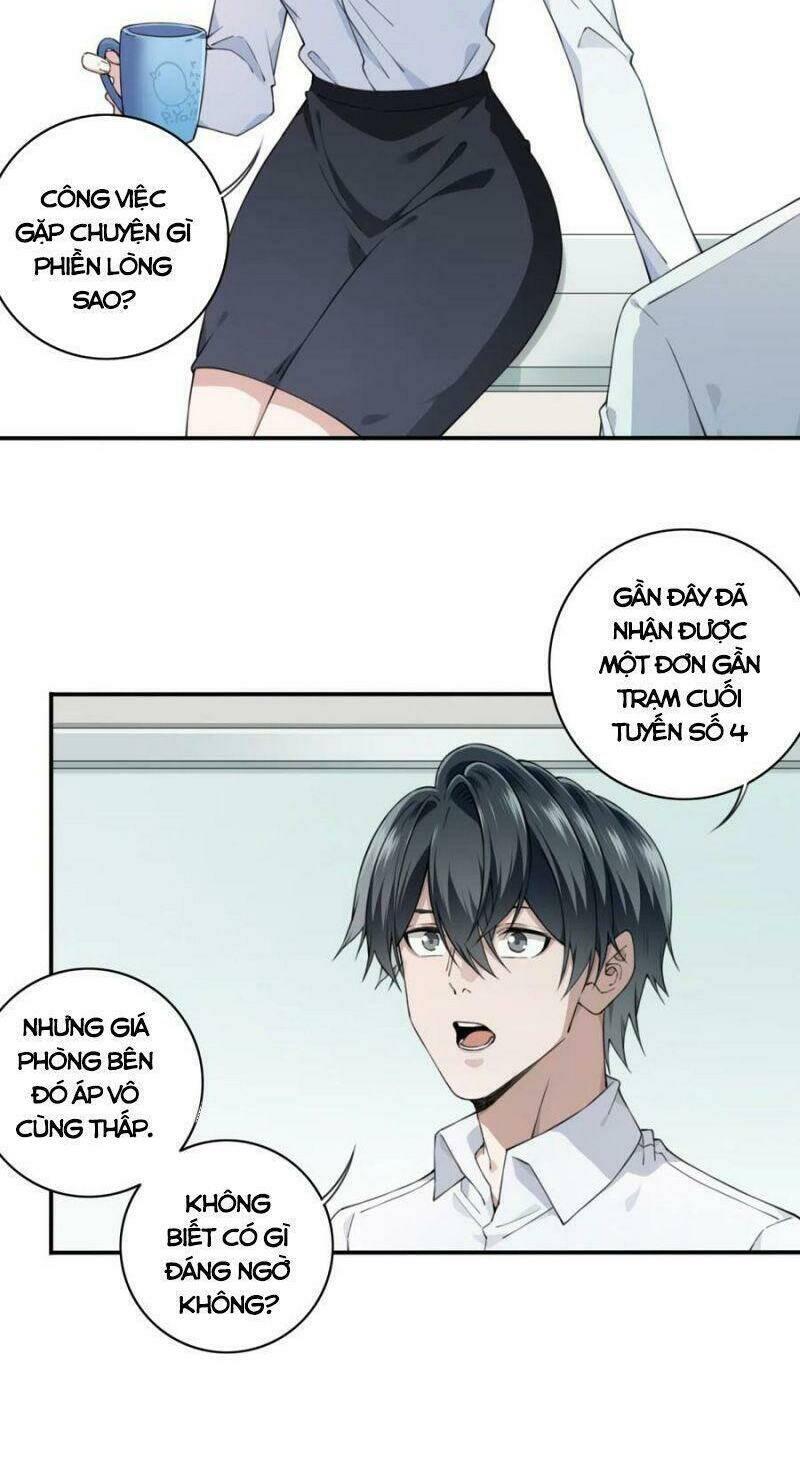 CÔNG VIỆC
GẶP CHUYỆN GÌ
PHIỀN LÒNG
SAO?
GẦN ĐÂY ĐÃ
NHẬN ĐƯỢC
MỘT ĐƠN GẦN
TRẠM CUỐI
TUYẾN SỐ 4
NHƯNG GIÁ
PHÒNG BÊN
ĐÓ ÁP VÔ
CÙNG THẤP.
KHÔNG
BIẾT CÓ GÌ
ĐÁNG NGỜ
KHÔNG?